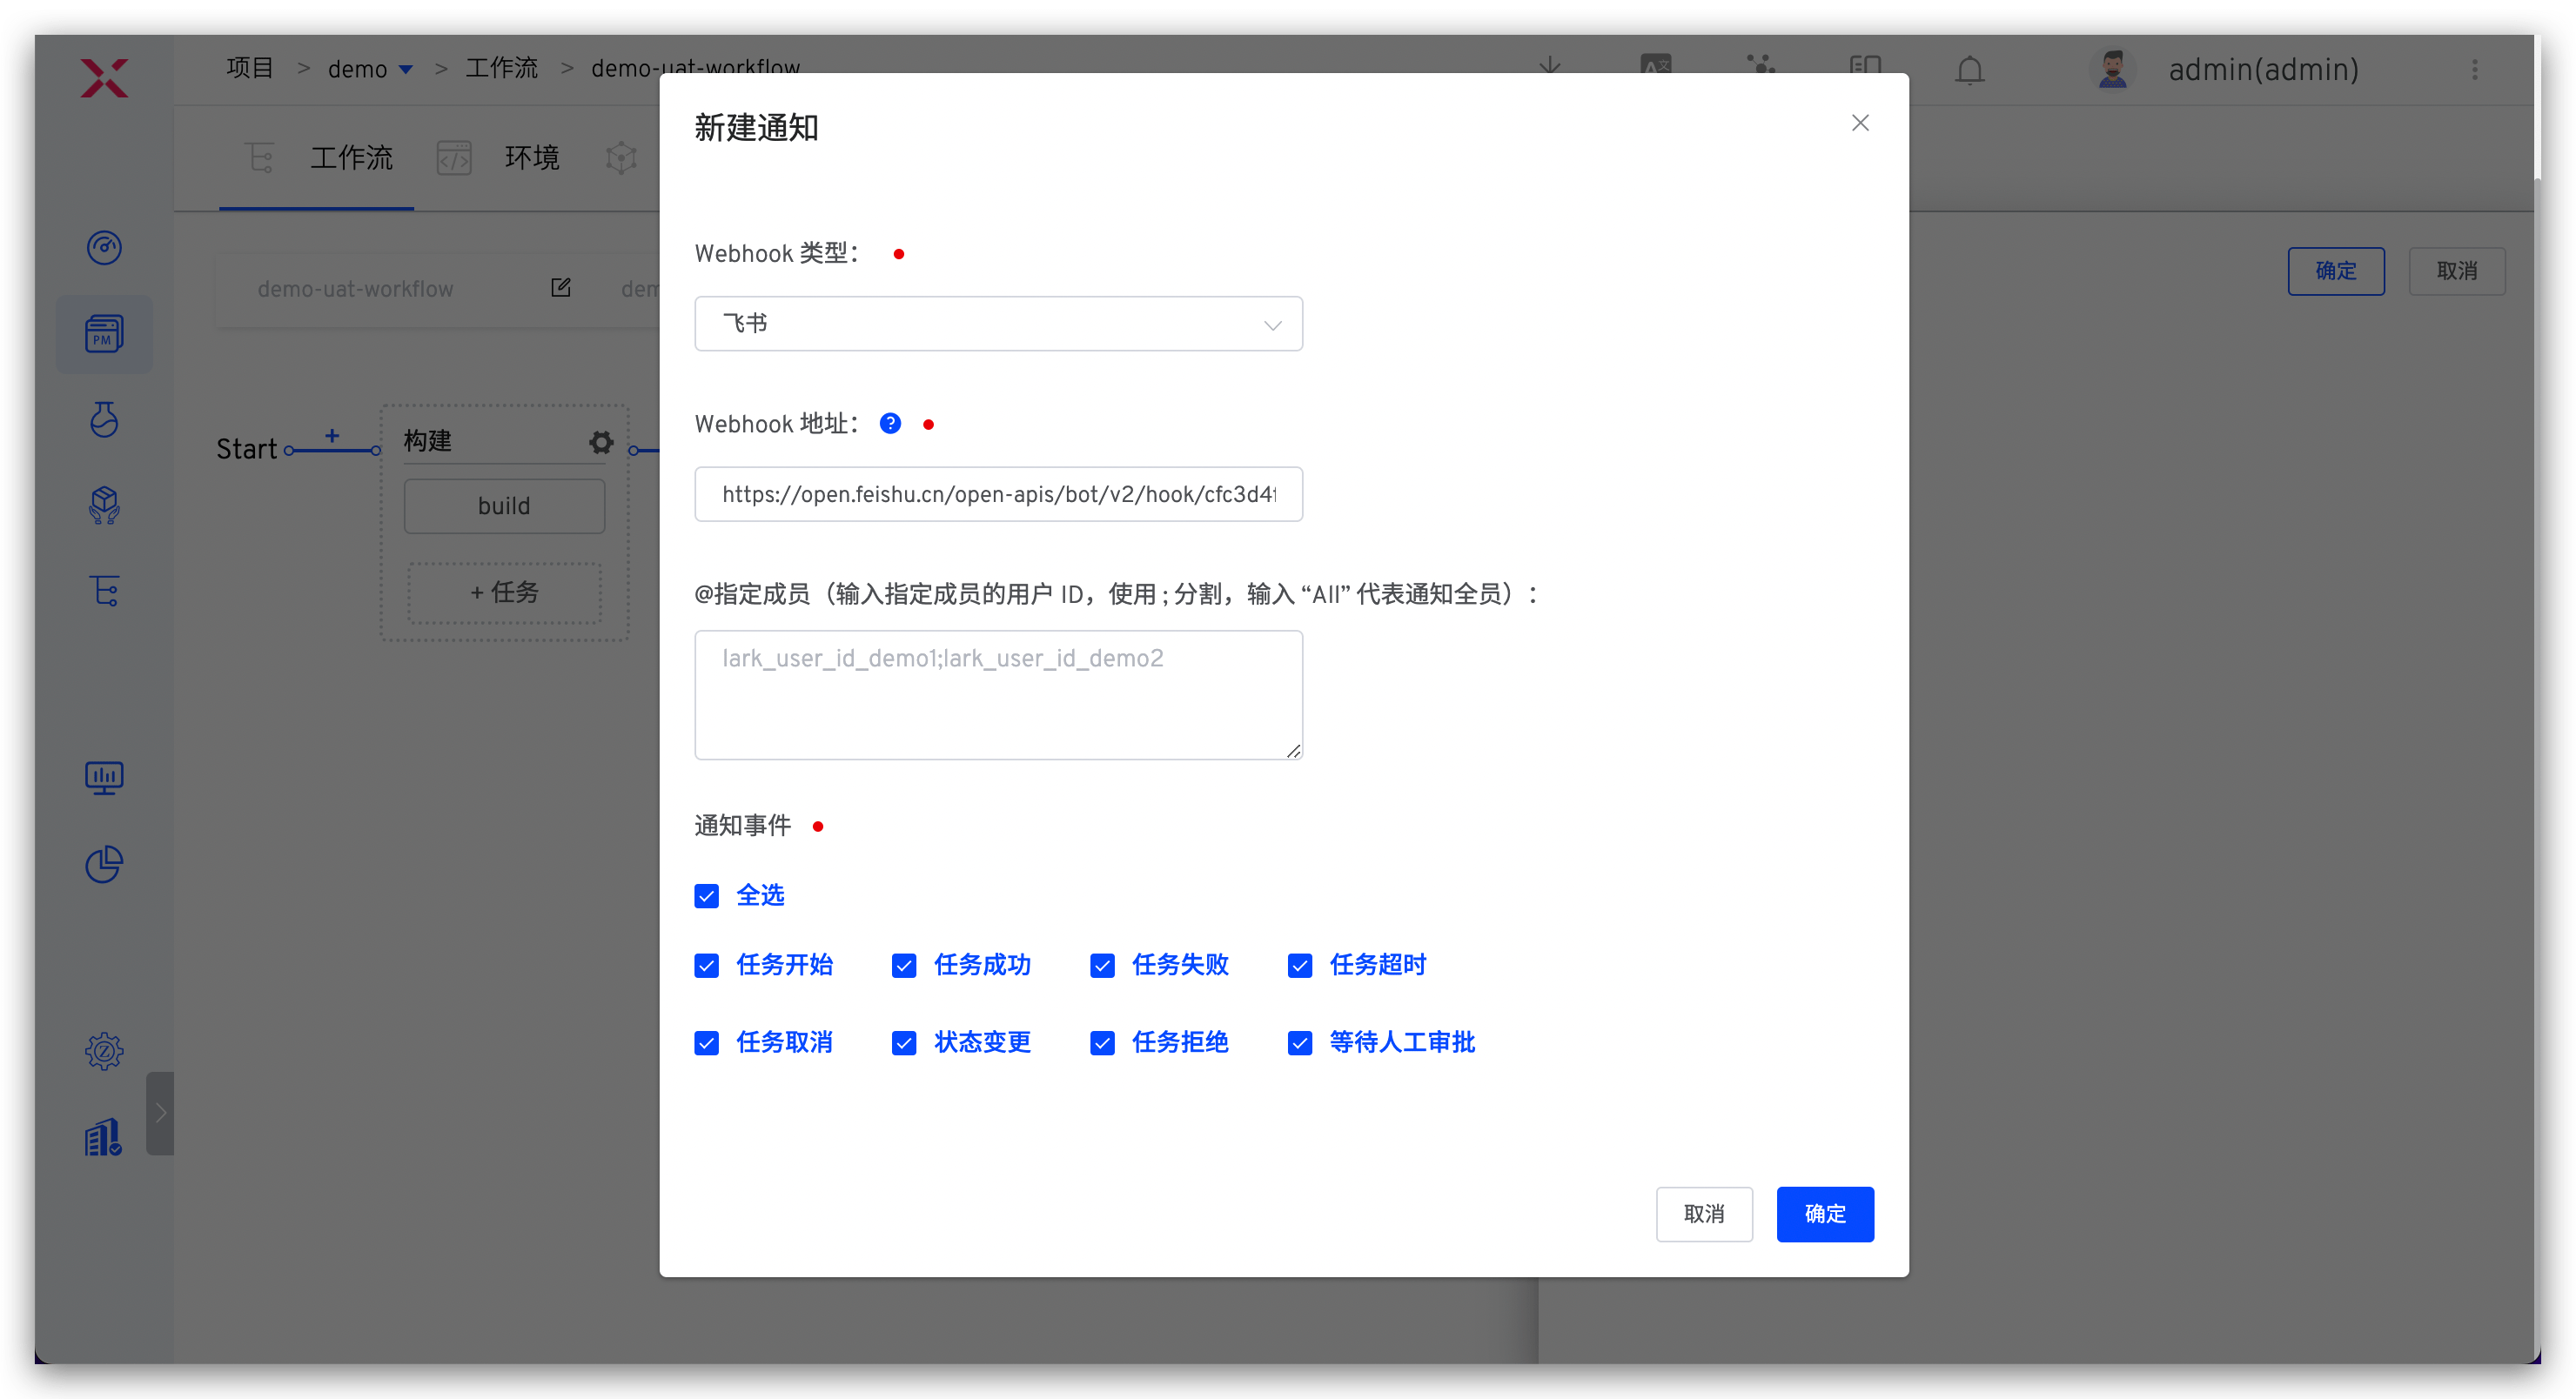 项目 > demo > 工作流 > demo-uat-workflow
admin(admin)
工作流 环境
demo-uat-workflow
dem
确定 取消
Start
+
构建
build
+ 任务
PM
新建通知
Webhook 类型：
飞书
Webhook 地址：
https://open.feishu.cn/open-apis/bot/v2/hook/cfc3d4f
@指定成员（输入指定成员的用户 ID，使用 ; 分割，输入 “All” 代表通知全员）：
lark_user_id_demo1;lark_user_id_demo2
通知事件
全选
任务开始 任务成功 任务失败 任务超时
任务取消 状态变更 任务拒绝 等待人工审批
取消 确定